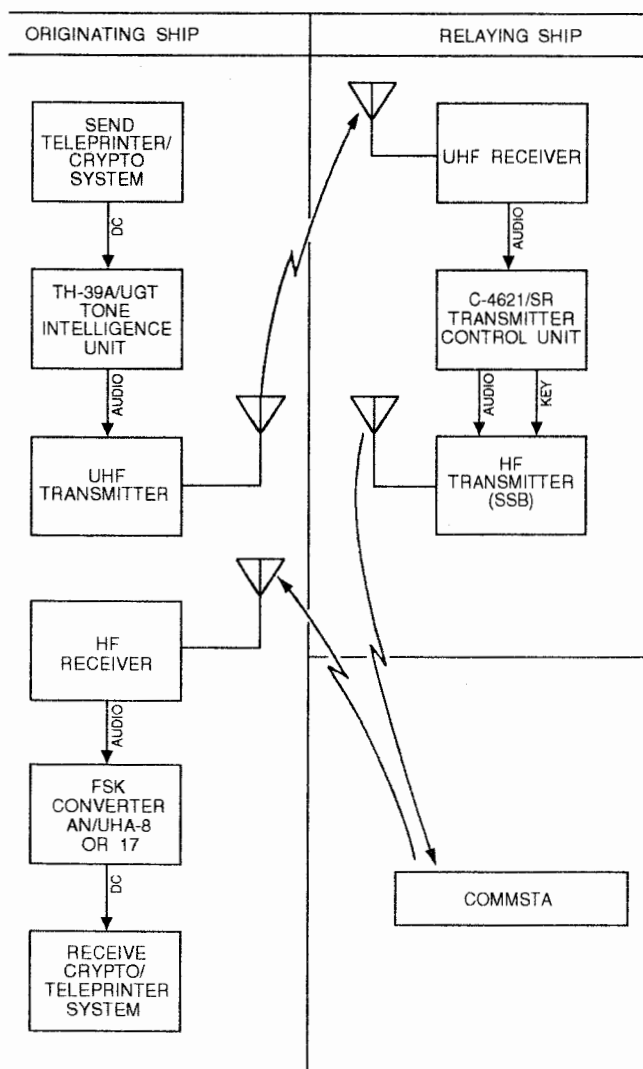 ORIGINATING SHIP
RELAYING SHIP
SEND
TELEPRINTER/
CRYPTO
SYSTEM
DC
TH-39A/UGT
TONE
INTELLIGENCE
UNIT
AUDIO
UHF
TRANSMITTER
HF
RECEIVER
AUDIO
FSK
CONVERTER
AN/UHA-8
OR 17
DC
RECEIVE
CRYPTO/
TELEPRINTER
SYSTEM
UHF RECEIVER
AUDIO
C-4621/SR
TRANSMITTER
CONTROL UNIT
AUDIO
KEY
HF
TRANSMITTER
(SSB)
COMMSTA